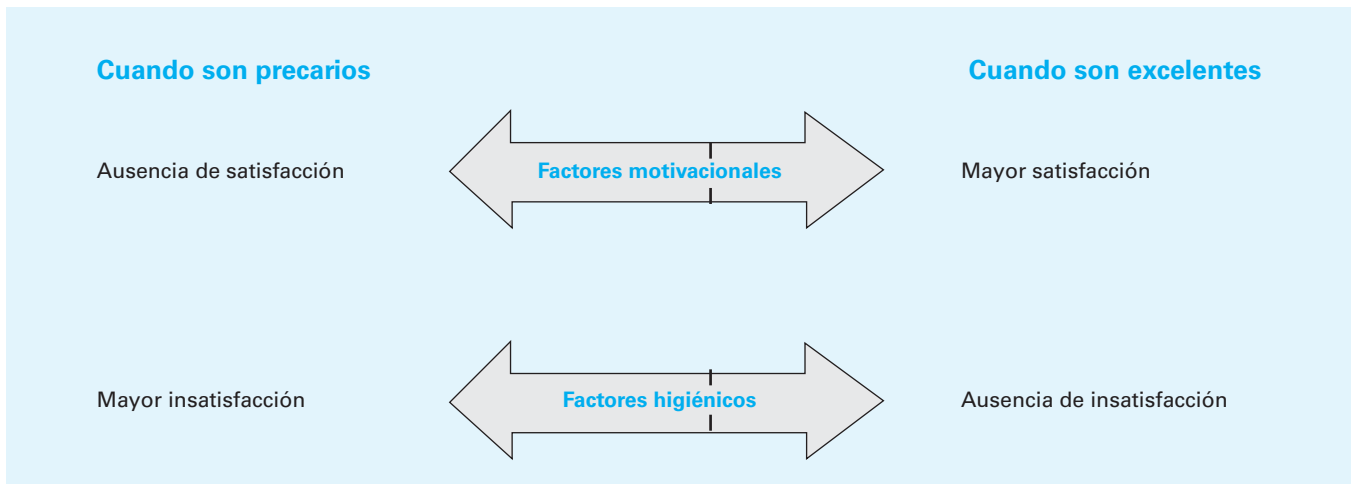 Cuando son precarios
Cuando son excelentes
Ausencia de satisfacción
Factores motivacionales
Mayor satisfacción
Mayor insatisfacción
Factores higiénicos
Ausencia de insatisfacción